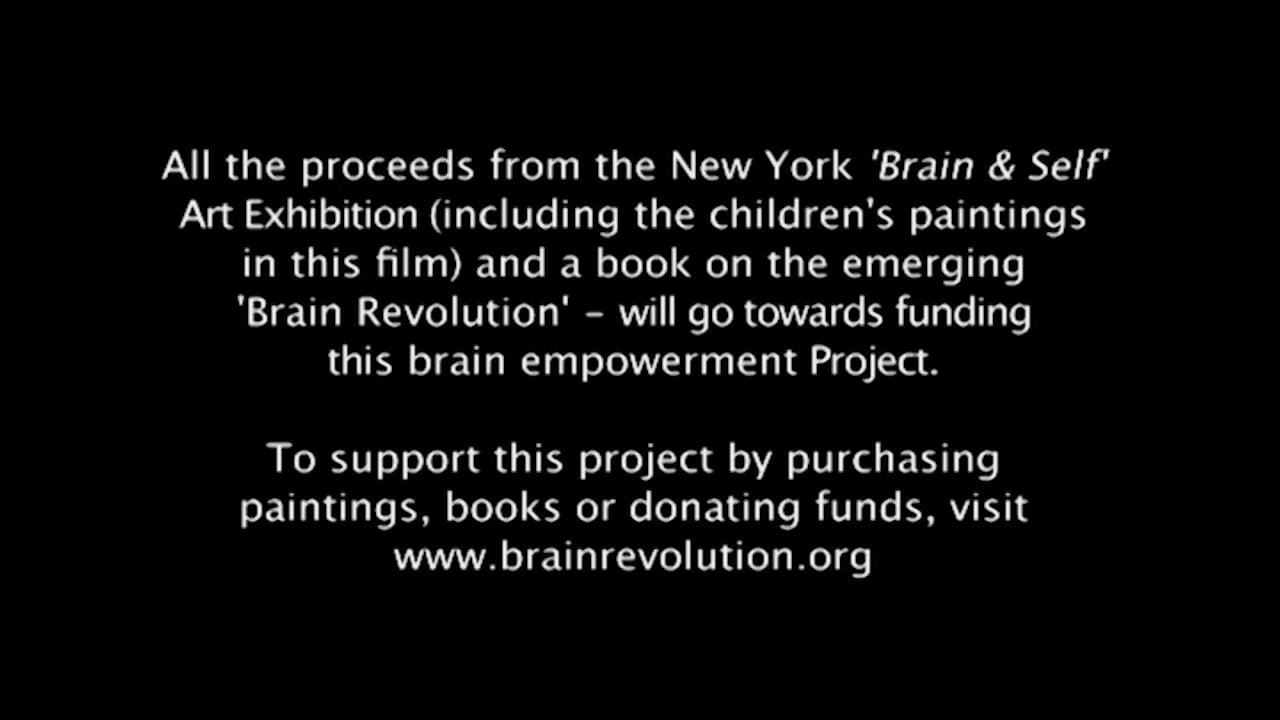 All the proceeds from the New York 'Brain & Self'
Art Exhibition (including the children's paintings
in this film) and a book on the emerging
'Brain Revolution' – will go towards funding
this brain empowerment Project.
To support this project by purchasing
paintings, books or donating funds, visit
www.brainrevolution.org